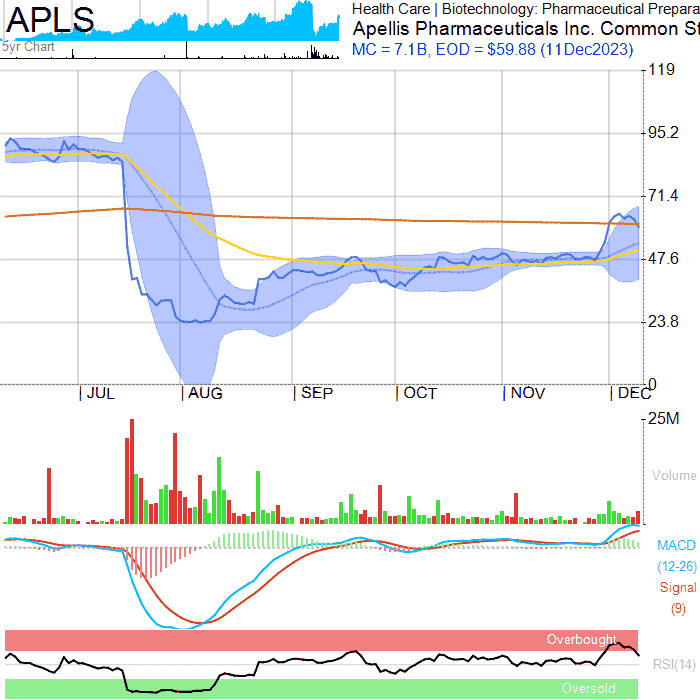 APLS
5yr Chart
Health Care | Biotechnology: Pharmaceutical Prepara
Apellis Pharmaceuticals Inc. Common St
MC = 7.1B, EOD = $59.88 (11Dec2023)
119
95.2
71.4
47.6
23.8
0
JUL AUG SEP OCT NOV DEC
25M
Volume
MACD
(12-26)
Signal
(9)
Overbought
RSI(14)
Oversold